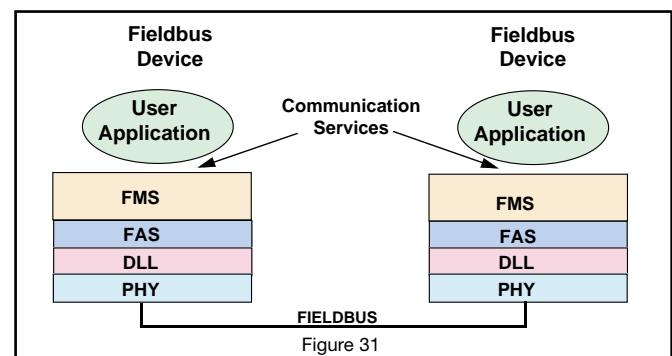 Fieldbus
Device
Fieldbus
Device
User
Application
Communication
Services
User
Application
FMS
FAS
DLL
PHY
FMS
FAS
DLL
PHY
FIELDBUS
Figure 31